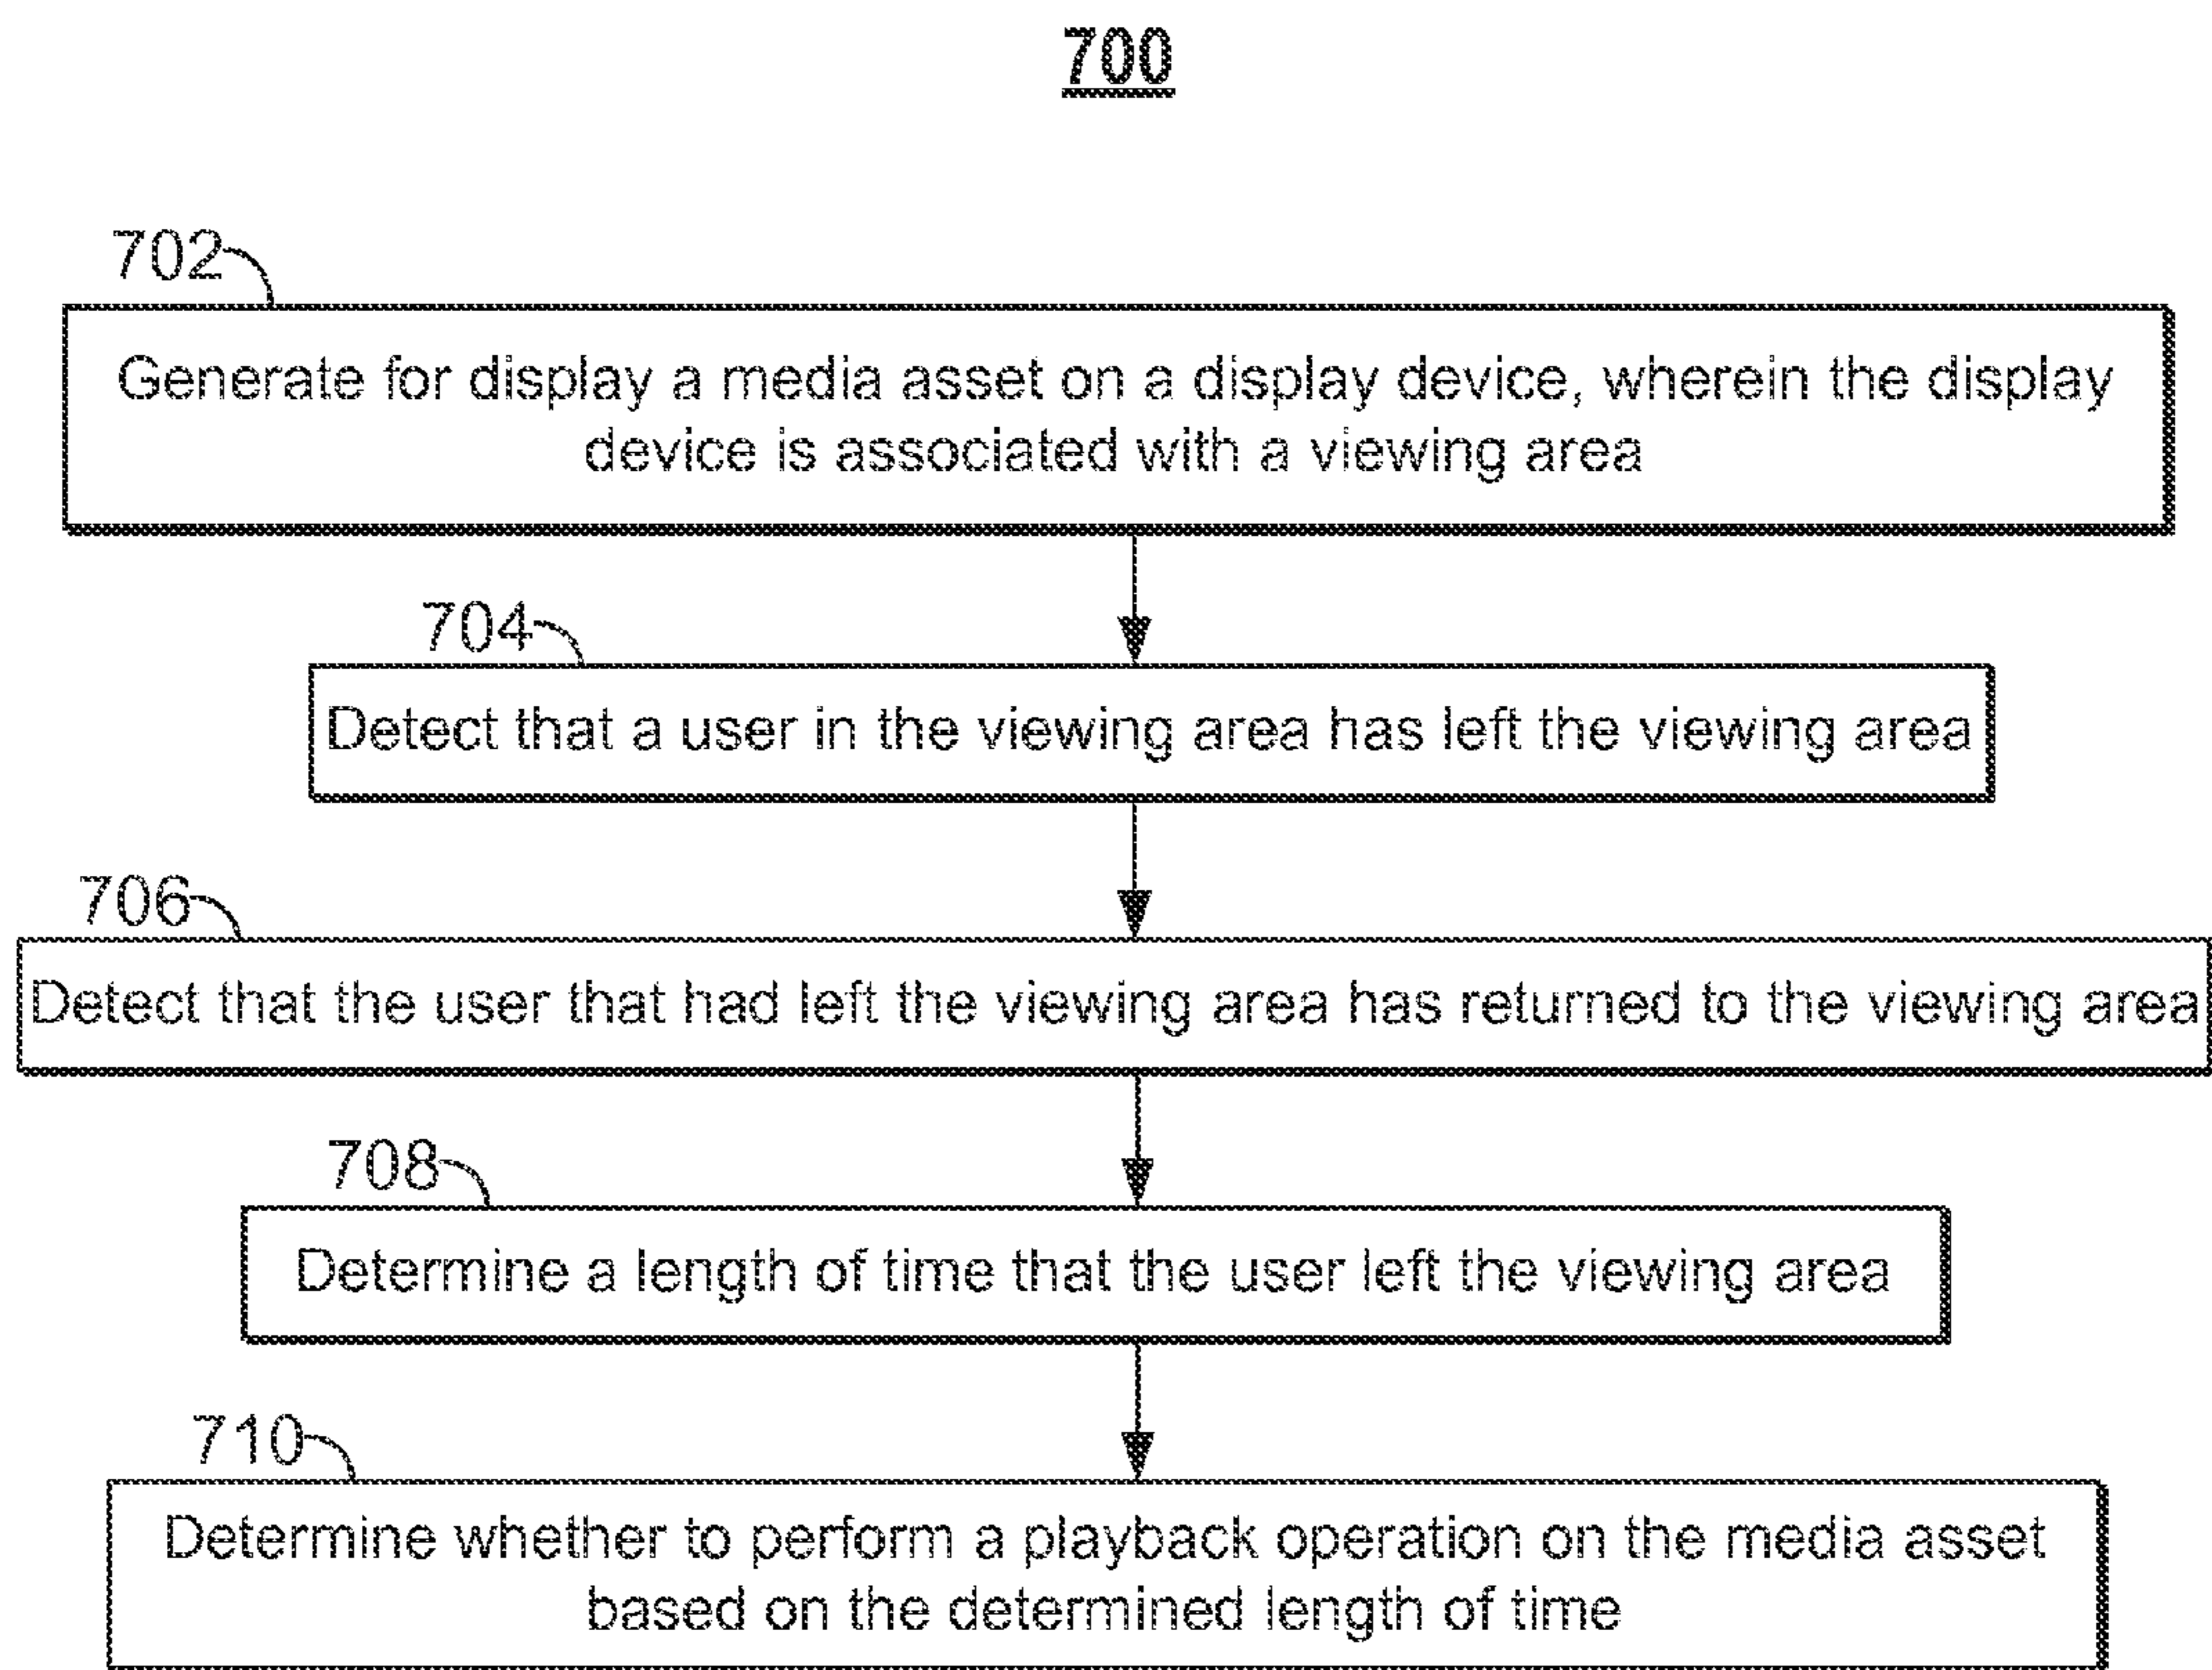 700
702
Generate for display a media asset on a display device, wherein the display
device is associated with a viewing area
704
Detect that a user in the viewing area has left the viewing area
706
Detect that the user that had left the viewing area has returned to the viewing area
708
Determine a length of time that the user left the viewing area
710
Determine whether to perform a playback operation on the media asset
based on the determined length of time